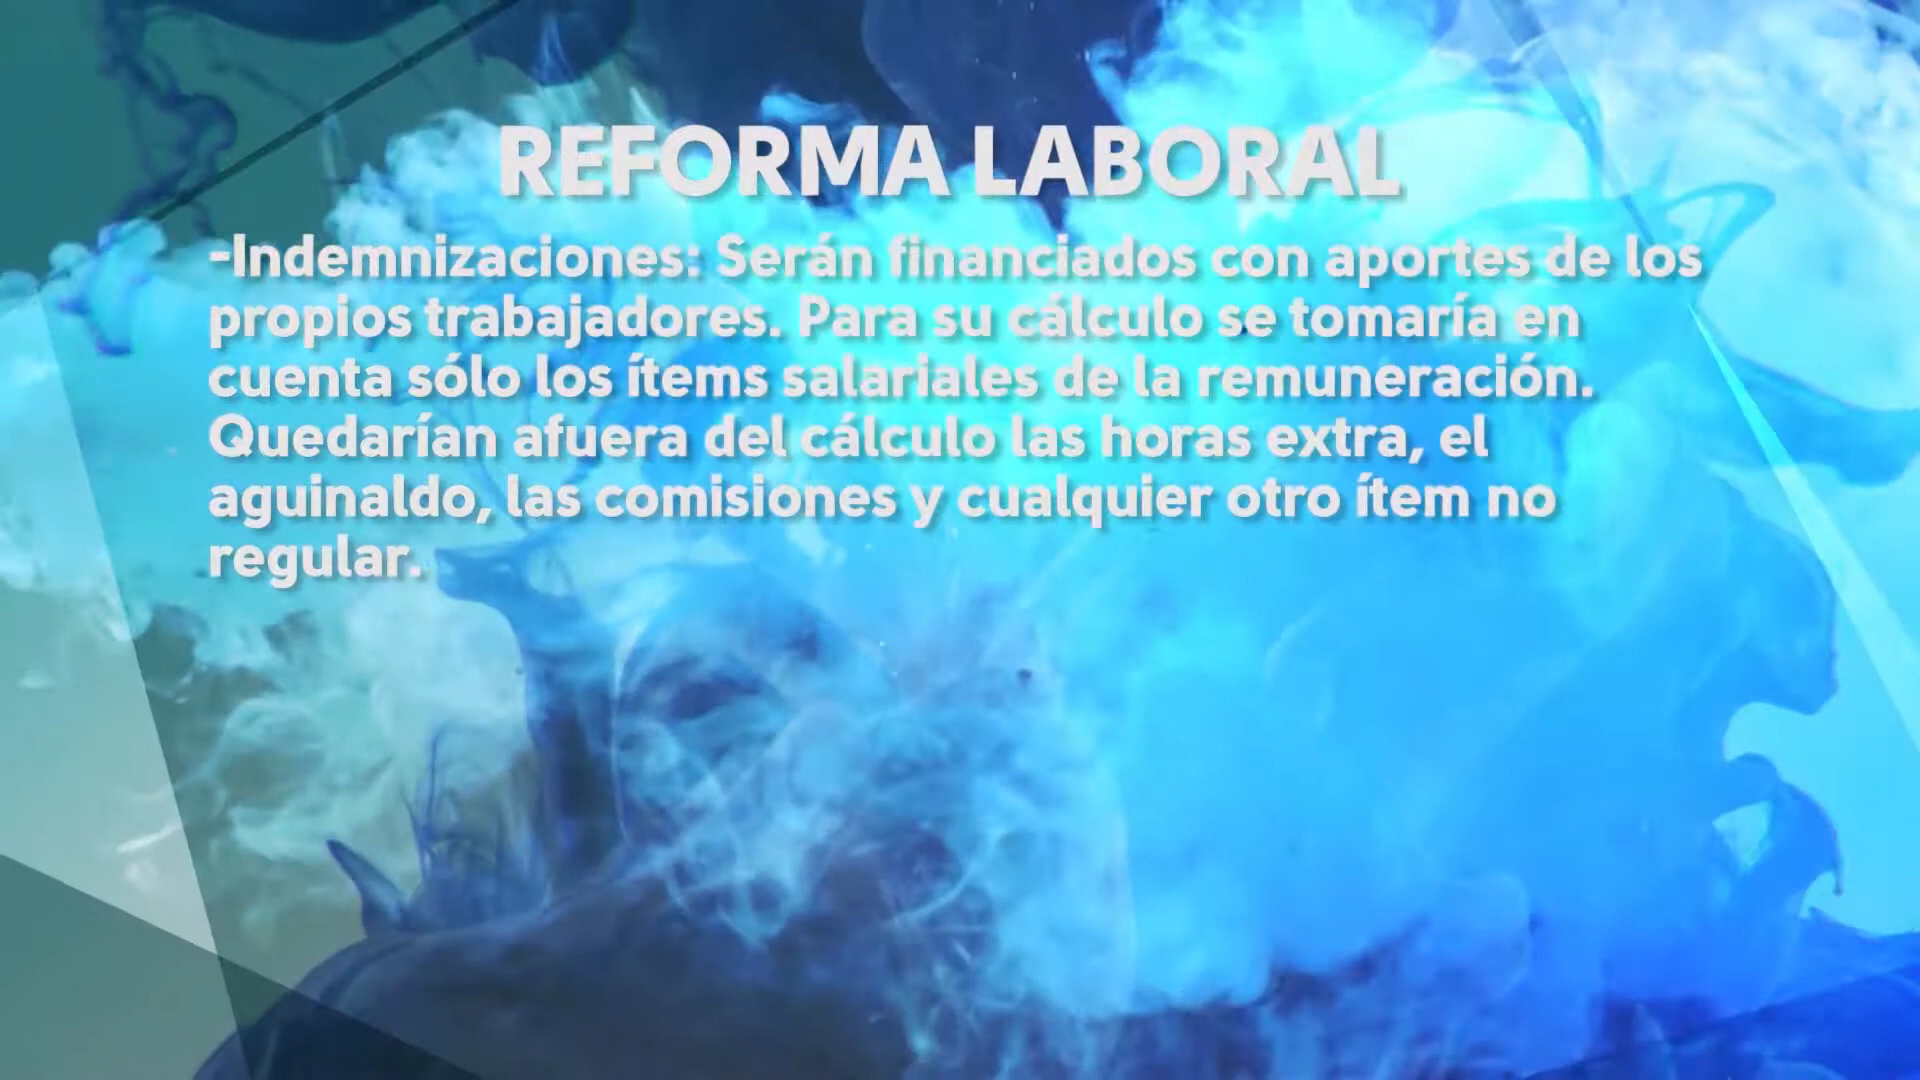 REFORMA LABORAL
-Indemnizaciones: Serán financiados con aportes de los
propios trabajadores. Para su cálculo se tomaría en
cuenta sólo los ítems salariales de la remuneración.
Quedarían afuera del cálculo las horas extra, el
aguinaldo, las comisiones y cualquier otro ítem no
regular.